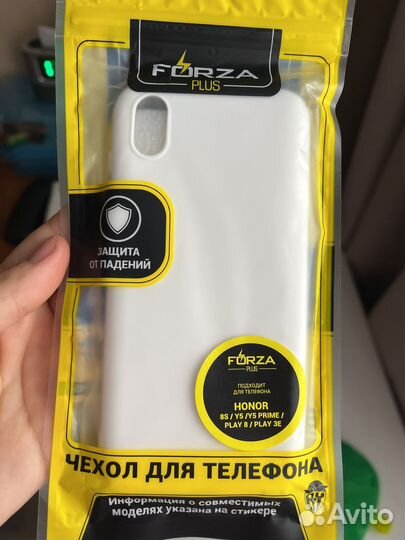 FORZA
PLUS
ЗАЩИТА
ОТ ПАДЕНИЙ
FORZA
PLUS
ПОДХОДИТ
ДЛЯ ТЕЛЕФОНА
HONOR
8S / Y5 /Y5 PRIME /
PLAY 8 / PLAY 3E
ЧЕХОЛ ДЛЯ ТЕЛЕФОНА
Информация о совместимых
моделях указана на стикере
Avito